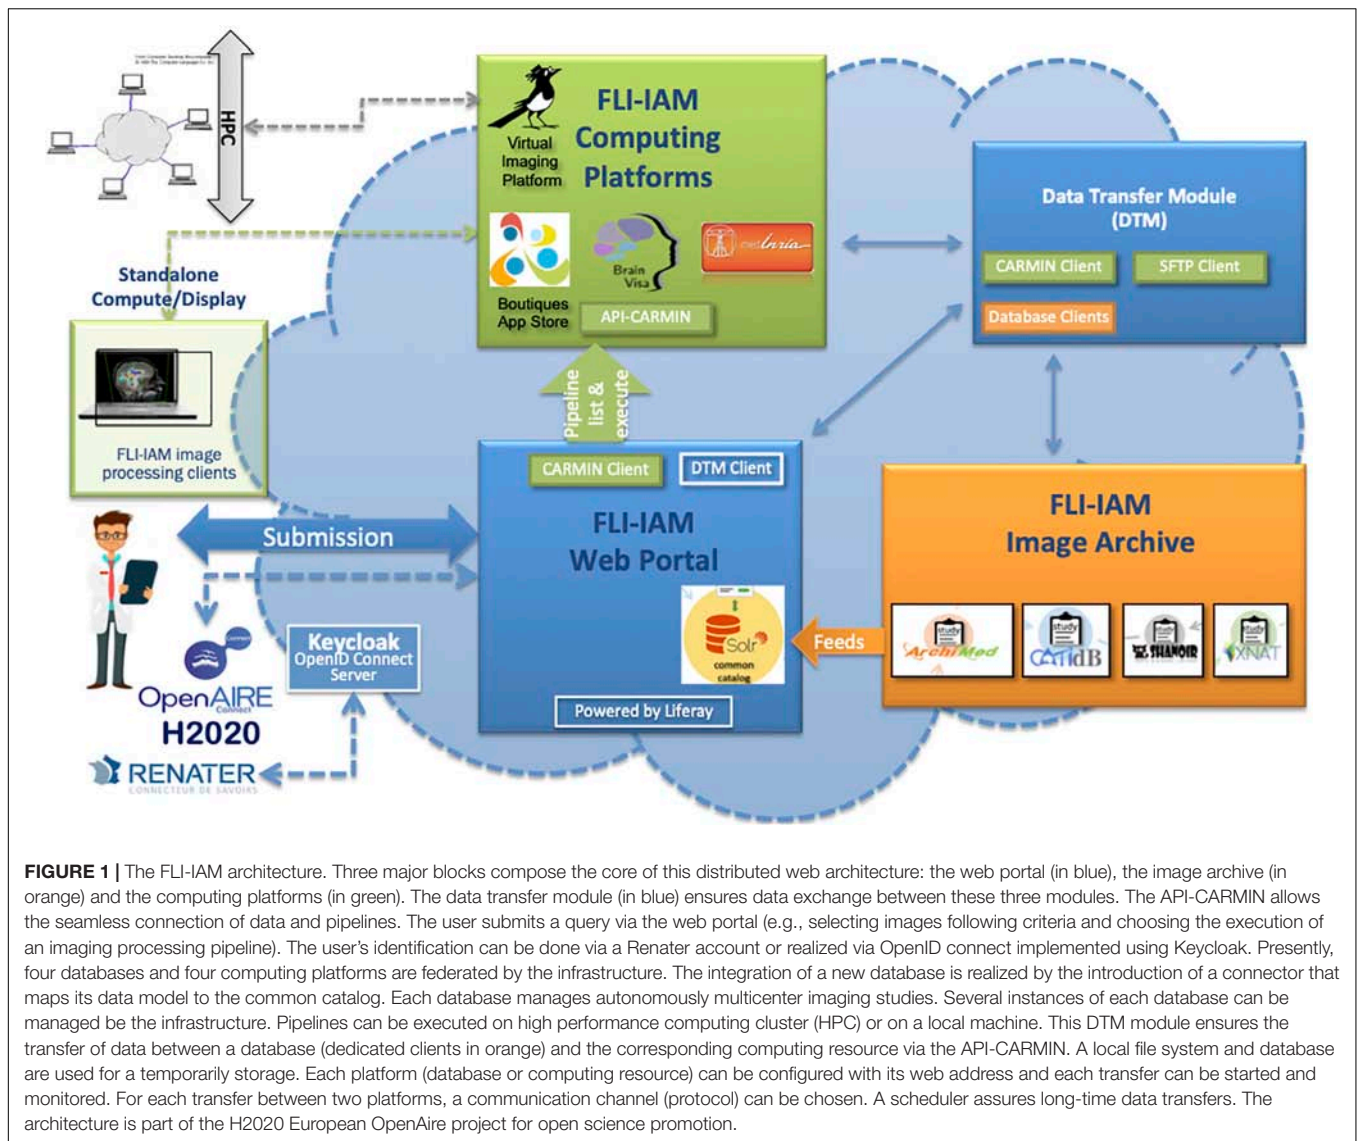 HPC
FLI-IAM
Computing
Platforms
Virtual
Imaging
Platform
Boutiques
App Store
Brain
Visa
medInria
API-CARMIN
Data Transfer Module
(DTM)
CARMIN Client
SFTP Client
Database Clients
Standalone
Compute/Display
FLI-IAM image
processing clients
Pipeline
list &
execute
CARMIN Client
DTM Client
FLI-IAM
Web Portal
Solr
common
catalog
Powered by Liferay
Submission
Feeds
FLI-IAM
Image Archive
study
ArchiMed
study
CATIdB
study
SHANOIR
study
XNAT
Keycloak
OpenID Connect
Server
Connect
OpenAIRE
Connect
H2020
RENATER
CONNECTEUR DE SAVOIRS
FIGURE 1 | The FLI-IAM architecture. Three major blocks compose the core of this distributed web architecture: the web portal (in blue), the image archive (in
orange) and the computing platforms (in green). The data transfer module (in blue) ensures data exchange between these three modules. The API-CARMIN allows
the seamless connection of data and pipelines. The user submits a query via the web portal (e.g., selecting images following criteria and choosing the execution of
an imaging processing pipeline). The user's identification can be done via a Renater account or realized via OpenID connect implemented using Keycloak. Presently,
four databases and four computing platforms are federated by the infrastructure. The integration of a new database is realized by the introduction of a connector that
maps its data model to the common catalog. Each database manages autonomously multicenter imaging studies. Several instances of each database can be
managed be the infrastructure. Pipelines can be executed on high performance computing cluster (HPC) or on a local machine. This DTM module ensures the
transfer of data between a database (dedicated clients in orange) and the corresponding computing resource via the API-CARMIN. A local file system and database
are used for a temporarily storage. Each platform (database or computing resource) can be configured with its web address and each transfer can be started and
monitored. For each transfer between two platforms, a communication channel (protocol) can be chosen. A scheduler assures long-time data transfers. The
architecture is part of the H2020 European OpenAire project for open science promotion.